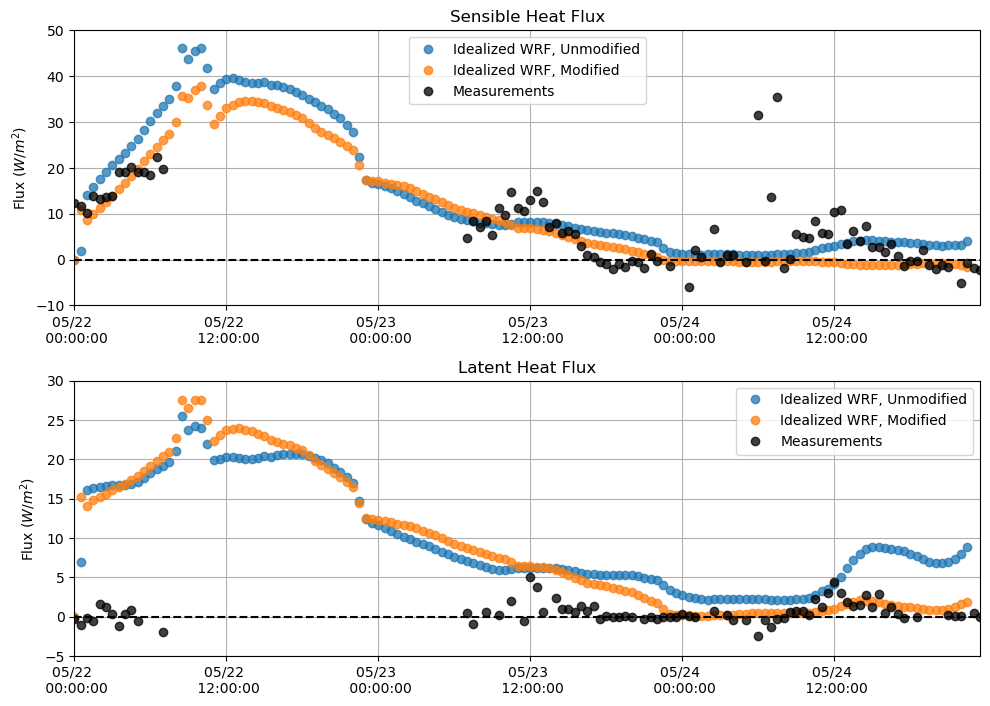 Sensible Heat Flux
Flux (W/m²)
50
40
30
20
10
0
−10
Idealized WRF, Unmodified
Idealized WRF, Modified
Measurements
05/22 05/22 05/23 05/23 05/24 05/24
00:00:00 12:00:00 00:00:00 12:00:00 00:00:00 12:00:00
Latent Heat Flux
Flux (W/m²)
30
25
20
15
10
5
0
−5
Idealized WRF, Unmodified
Idealized WRF, Modified
Measurements
05/22 05/22 05/23 05/23 05/24 05/24
00:00:00 12:00:00 00:00:00 12:00:00 00:00:00 12:00:00